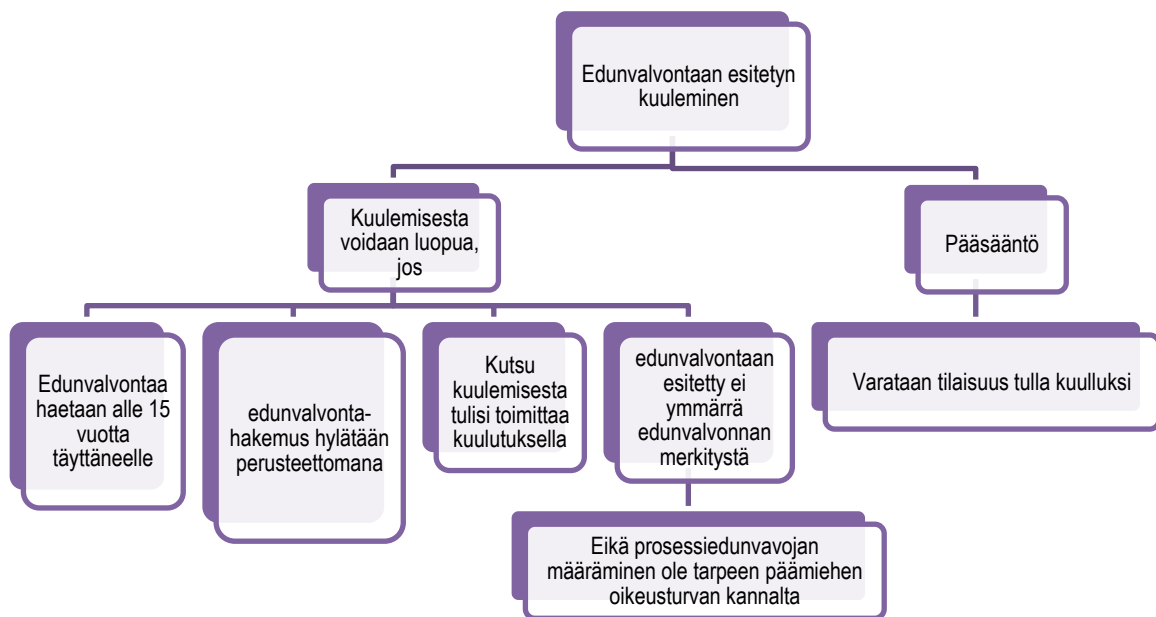 Edunvalvontaan esitetyn
kuuleminen
Kuulemisesta
voidaan luopua,
jos
Pääsääntö
Edunvalvontaa
haetaan alle 15
vuotta
täyttäneelle
edunvalvonta-
hakemus hylätään
perusteettomana
Kutsu
kuulemisesta
tulisi toimittaa
kuulutuksella
edunvalvontaan
esitetty ei
ymmärrä
edunvalvonnan
merkitystä
Varataan tilaisuus tulla kuulluksi
Eikä prosessiedunvavojan
määräminen ole tarpeen päämiehen
oikeusturvan kannalta